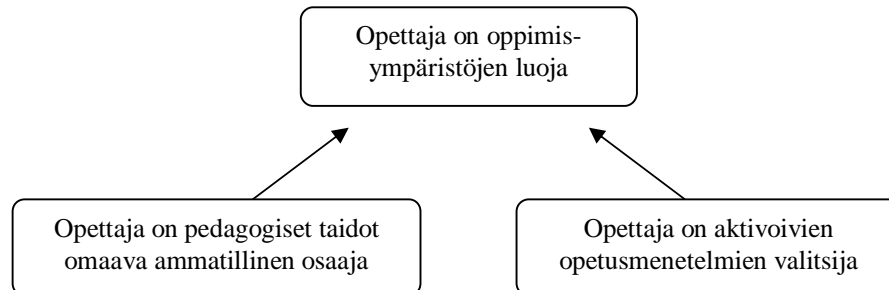 Opettaja on oppimis-
ympäristöjen luoja
Opettaja on pedagogiset taidot
omaava ammatillinen osaaja
Opettaja on aktivoivien
opetusmenetelmien valitsija